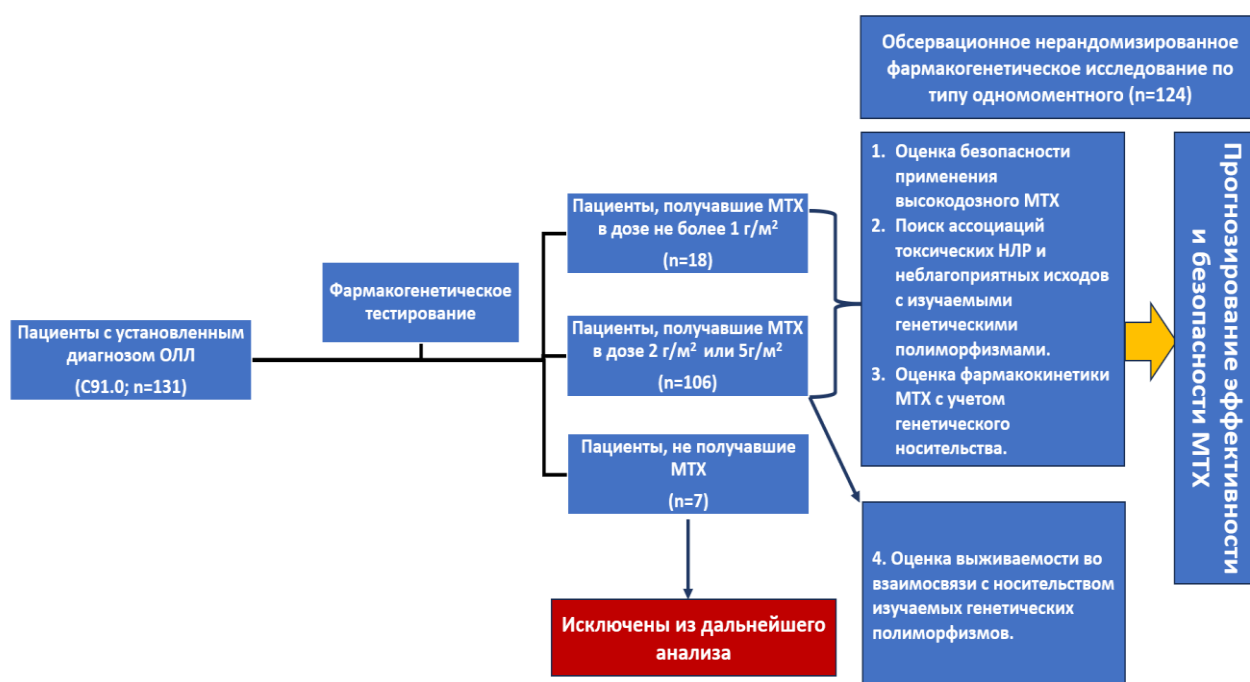 Обсервационное нерандомизированное
фармакогенетическое исследование по
типу одномоментного (n=124)
Пациенты с установленным
диагнозом ОЛЛ
(C91.0; n=131)
Фармакогенетическое
тестирование
Пациенты, получавшие МТХ
в дозе не более 1 г/м²
(n=18)
Пациенты, получавшие МТХ
в дозе 2 г/м² или 5г/м²
(n=106)
Пациенты, не получавшие
МТХ
(n=7)
Исключены из дальнейшего
анализа
1. Оценка безопасности
применения
высокодозного МТХ
2. Поиск ассоциаций
токсических НЛР и
неблагоприятных исходов
с изучаемыми
генетическими
полиморфизмами.
3. Оценка фармакокинетики
МТХ с учетом
генетического
носительства.
4. Оценка выживаемости во
взаимосвязи с носительством
изучаемых генетических
полиморфизмов.
Прогнозирование эффективности
и безопасности МТХ